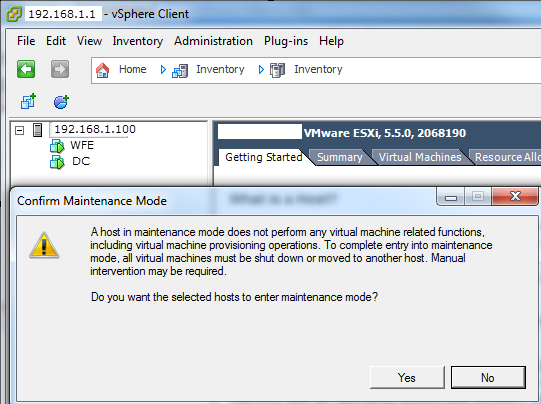 192.168.1.1 - vSphere Client
File Edit View Inventory Administration Plug-ins Help
Home Inventory Inventory
192.168.1.100
WFE
DC
VMware ESXi, 5.5.0, 2068190
Getting Started Summary Virtual Machines Resource Allo
What is a Host?
Confirm Maintenance Mode
A host in maintenance mode does not perform any virtual machine related functions,
including virtual machine provisioning operations. To complete entry into maintenance
mode, all virtual machines must be shut down or moved to another host. Manual
intervention may be required.
Do you want the selected hosts to enter maintenance mode?
Yes No